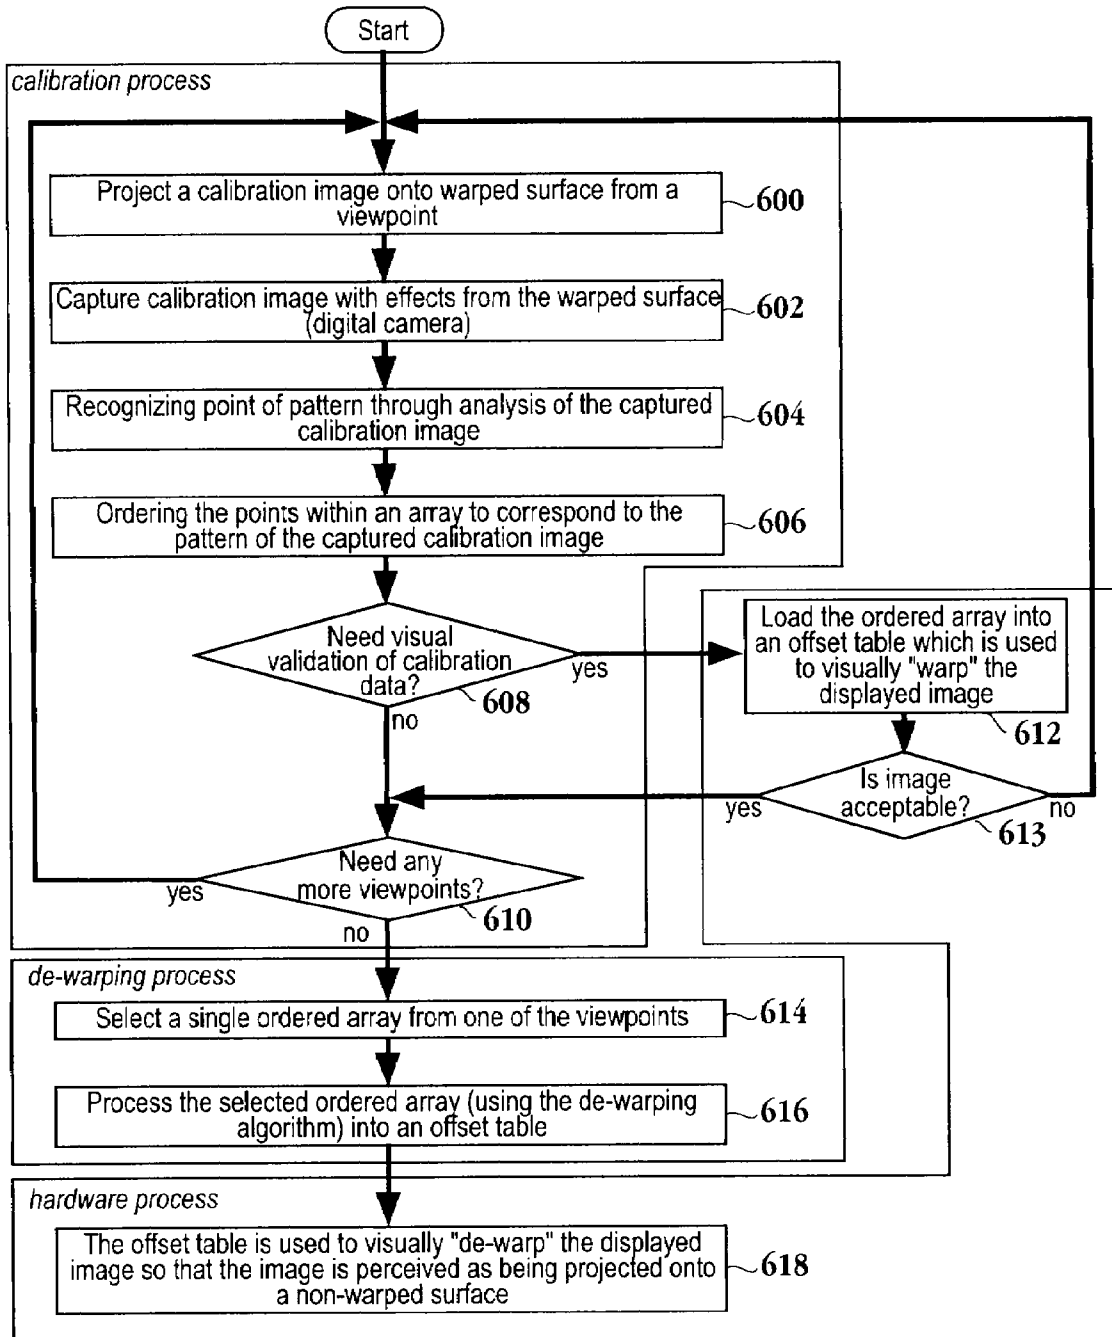 Start
calibration process
Project a calibration image onto warped surface from a
viewpoint
600
Capture calibration image with effects from the warped surface
(digital camera)
602
Recognizing point of pattern through analysis of the captured
calibration image
604
Ordering the points within an array to correspond to the
pattern of the captured calibration image
606
Need visual
validation of calibration
data?
608
yes
no
Load the ordered array into
an offset table which is used
to visually "warp" the
displayed image
612
Is image
acceptable?
613
yes
no
Need any
more viewpoints?
610
yes
no
de-warping process
Select a single ordered array from one of the viewpoints
614
Process the selected ordered array (using the de-warping
algorithm) into an offset table
616
hardware process
The offset table is used to visually "de-warp" the displayed
image so that the image is perceived as being projected onto
a non-warped surface
618